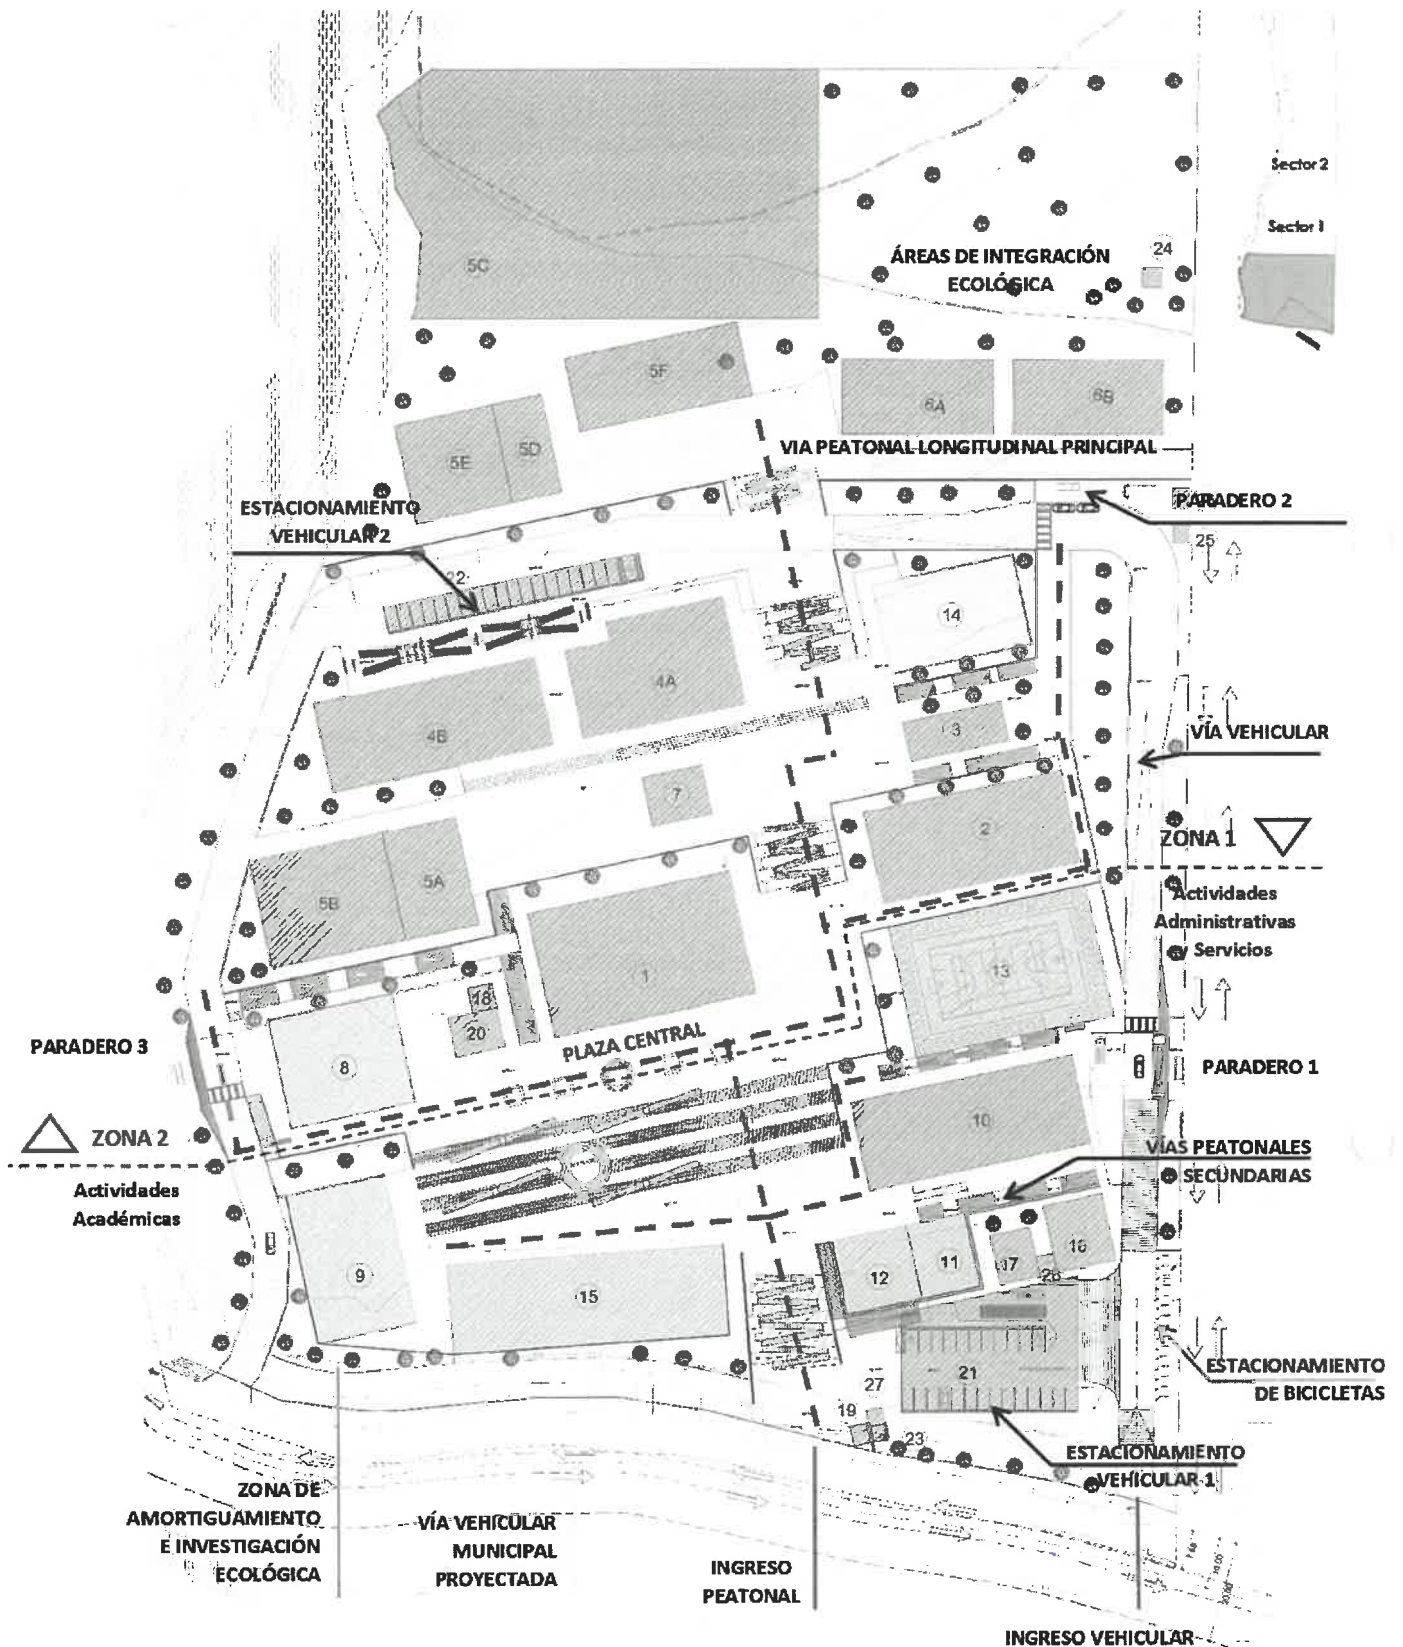 Sector 2
Sector 1
24
ÁREAS DE INTEGRACIÓN
ECOLÓGICA
5C
5F
6A
6B
5E
5D
VIA PEATONAL LONGITUDINAL PRINCIPAL
ESTACIONAMIENTO
VEHICULAR 2
PARADERO 2
25
22
14
4A
4B
3
VÍA VEHICULAR
7
2
ZONA 1
Actividades
Administrativas
y Servicios
5A
5B
1
13
18
20
PLAZA CENTRAL
PARADERO 3
8
PARADERO 1
10
ZONA 2
Actividades
Académicas
VÍAS PEATONALES
SECUNDARIAS
9
12
11
17
16
28
15
21
ESTACIONAMIENTO
DE BICICLETAS
27
19
23
ESTACIONAMIENTO
VEHICULAR 1
ZONA DE
AMORTIGUAMIENTO
E INVESTIGACIÓN
ECOLÓGICA
VÍA VEHICULAR
MUNICIPAL
PROYECTADA
INGRESO
PEATONAL
INGRESO VEHICULAR